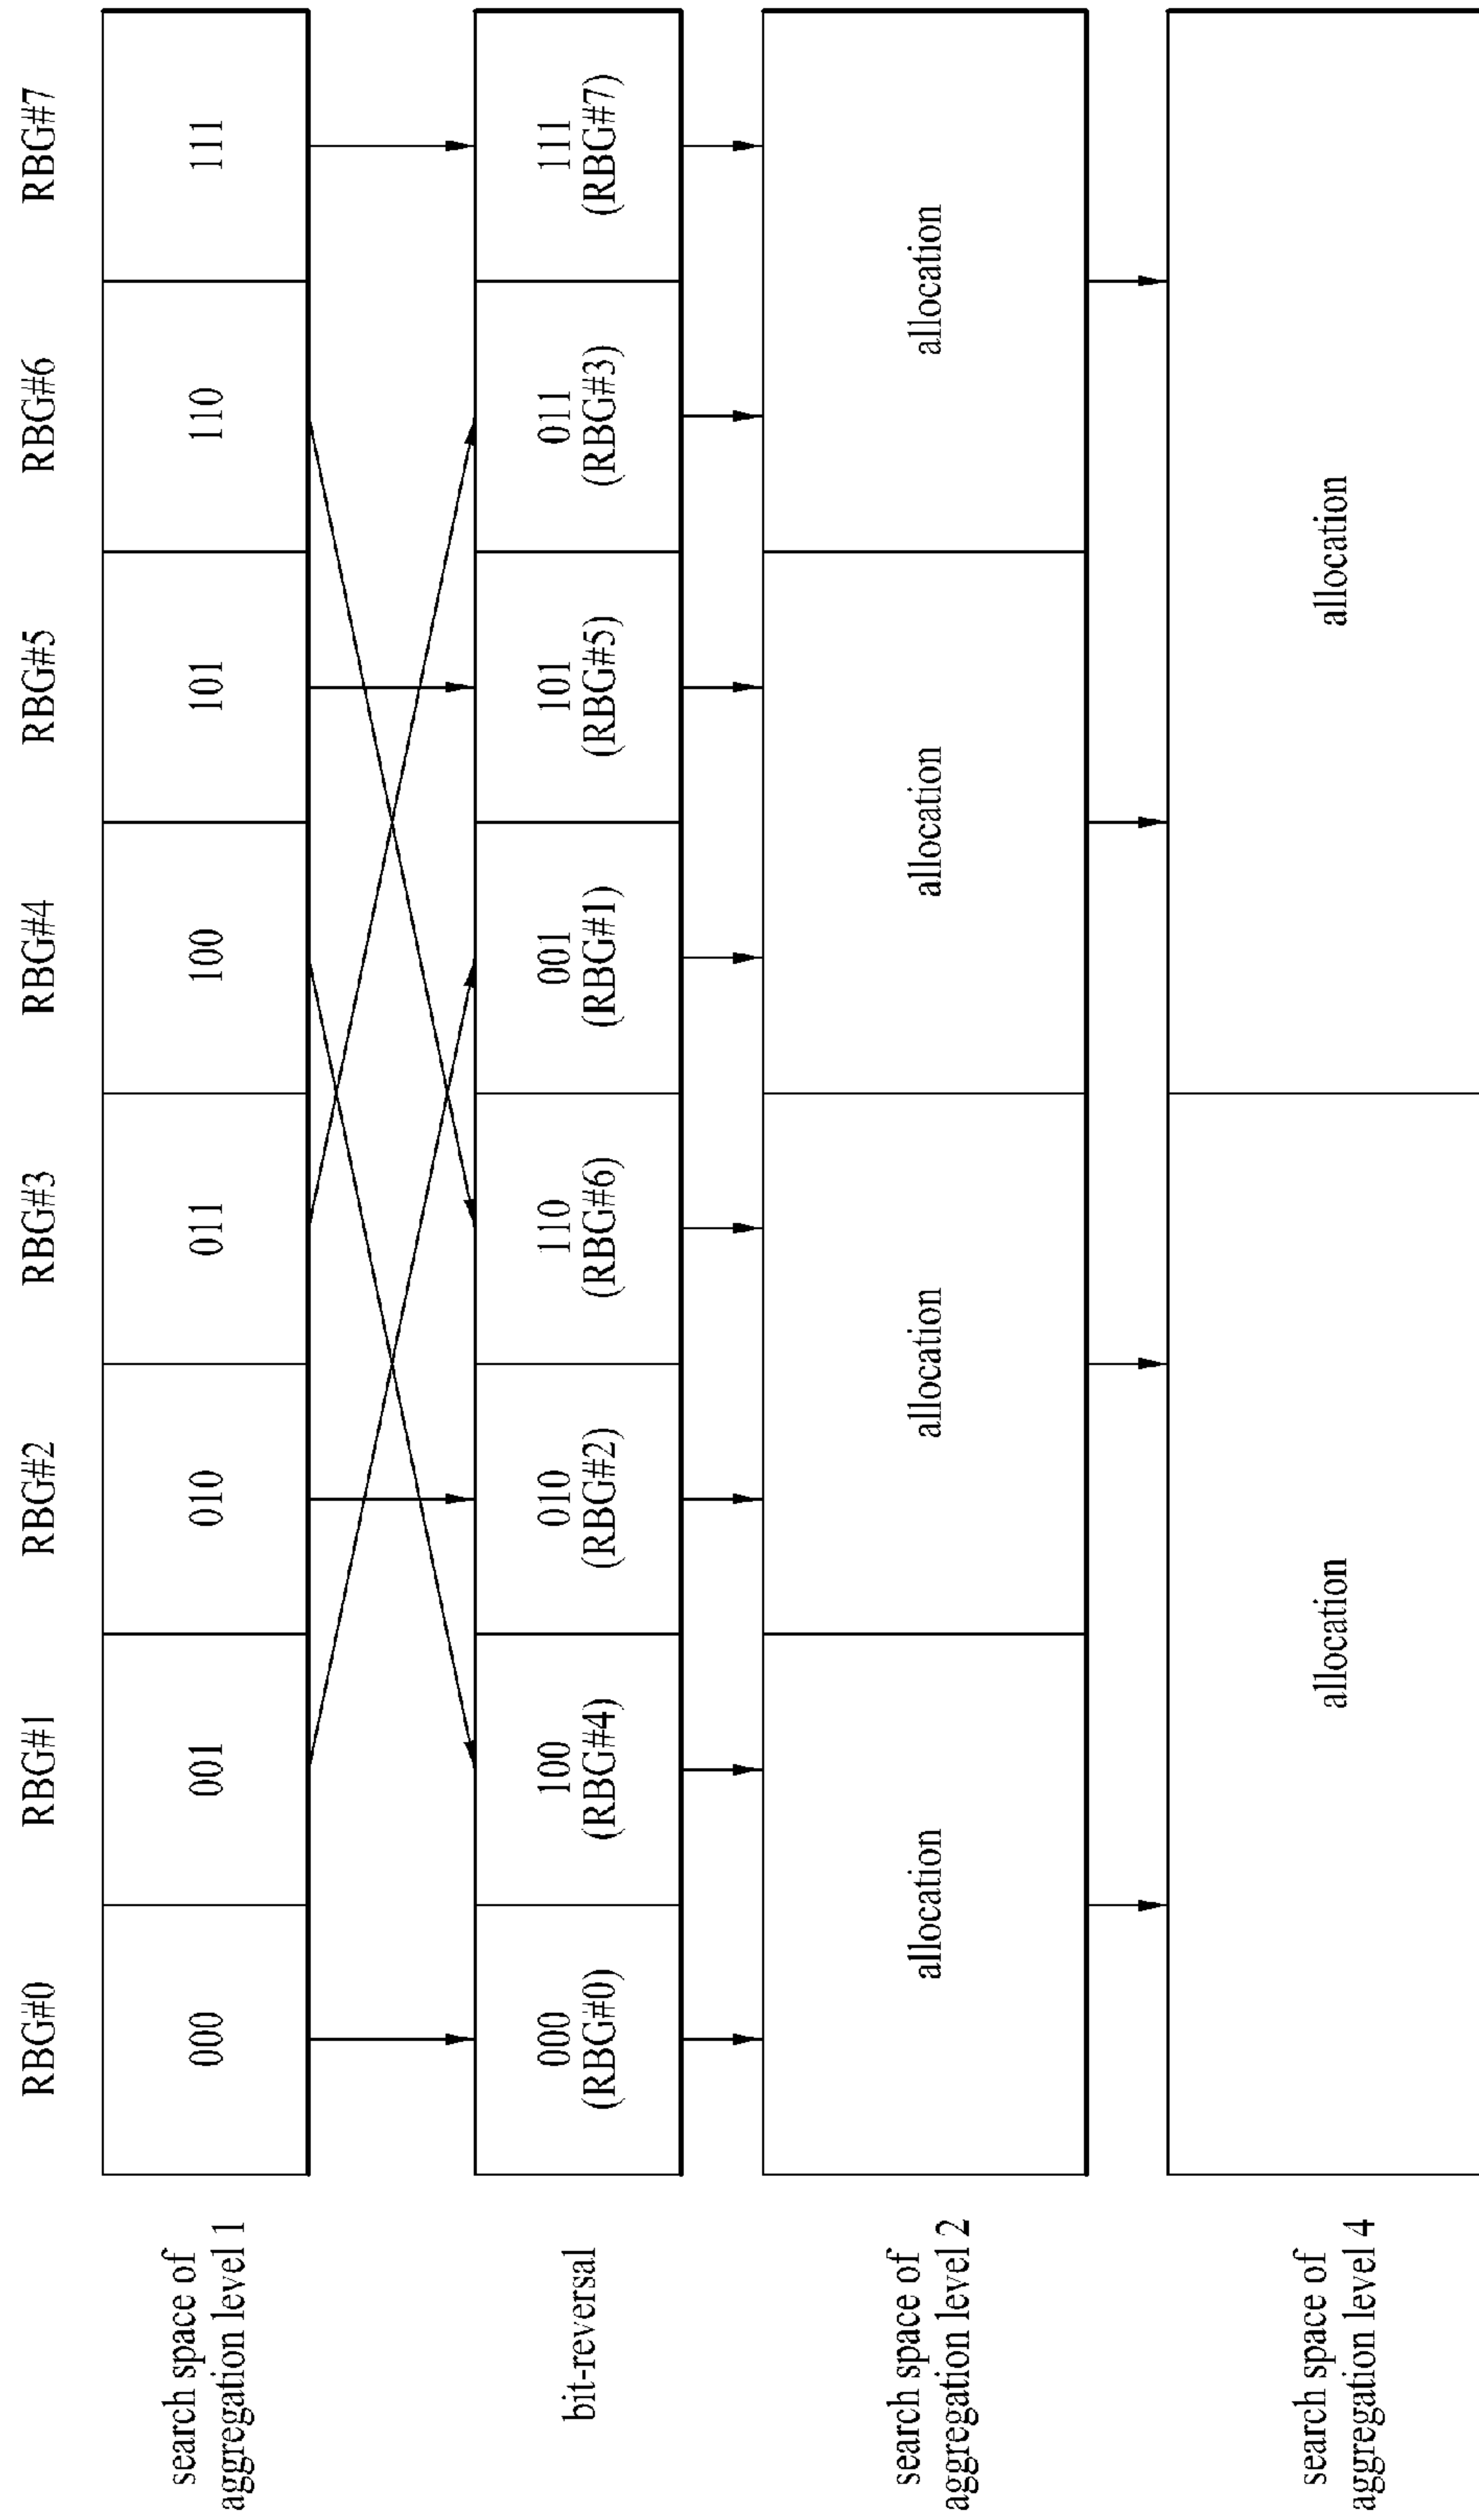 RBG#0 RBG#1 RBG#2 RBG#3 RBG#4 RBG#5 RBG#6 RBG#7
search space of
aggregation level 1
000 001 010 011 100 101 110 111
bit-reversal
000 100 010 110 001 101 011 111
(RBG#0) (RBG#4) (RBG#2) (RBG#6) (RBG#1) (RBG#5) (RBG#3) (RBG#7)
search space of
aggregation level 2
allocation allocation allocation allocation
search space of
aggregation level 4
allocation allocation